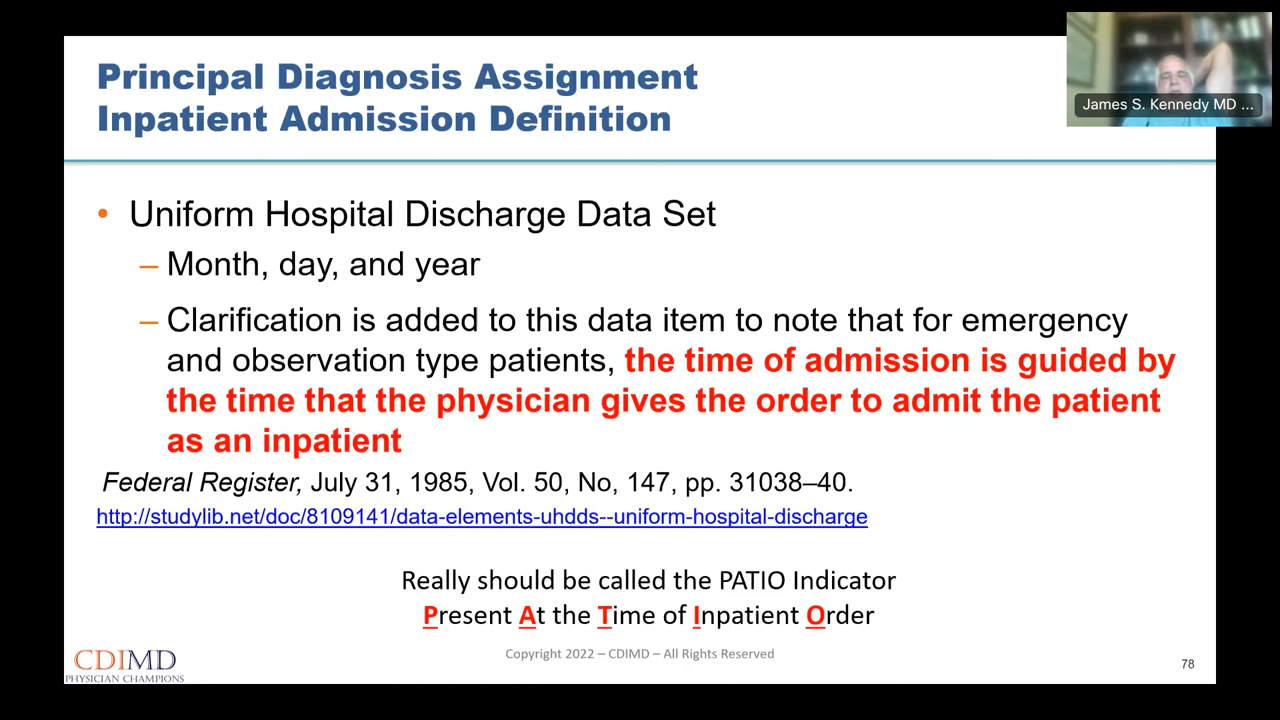 Principal Diagnosis Assignment
Inpatient Admission Definition
James S. Kennedy MD ...
• Uniform Hospital Discharge Data Set
– Month, day, and year
– Clarification is added to this data item to note that for emergency
and observation type patients, the time of admission is guided by
the time that the physician gives the order to admit the patient
as an inpatient
Federal Register, July 31, 1985, Vol. 50, No, 147, pp. 31038–40.
http://studylib.net/doc/8109141/data-elements-uhdds--uniform-hospital-discharge
Really should be called the PATIO Indicator
Present At the Time of Inpatient Order
Copyright 2022 – CDIMD – All Rights Reserved
CDIMD
PHYSICIAN CHAMPIONS
78